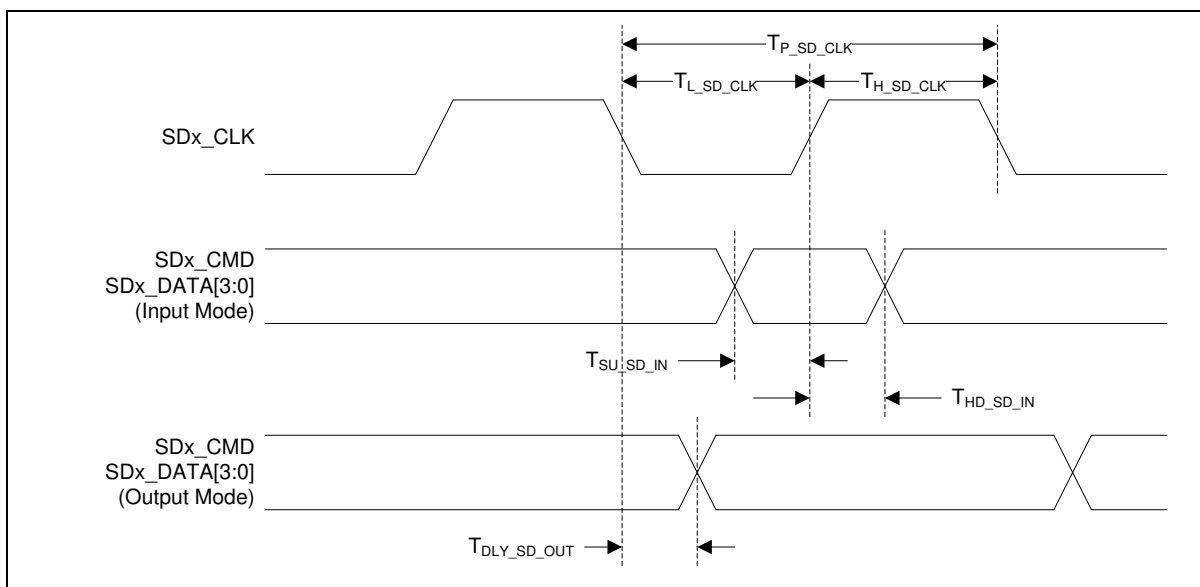 T_P_SD_CLK
T_L_SD_CLK T_H_SD_CLK
SDx_CLK
SDx_CMD
SDx_DATA[3:0]
(Input Mode)
T_SU_SD_IN
T_HD_SD_IN
SDx_CMD
SDx_DATA[3:0]
(Output Mode)
T_DLY_SD_OUT